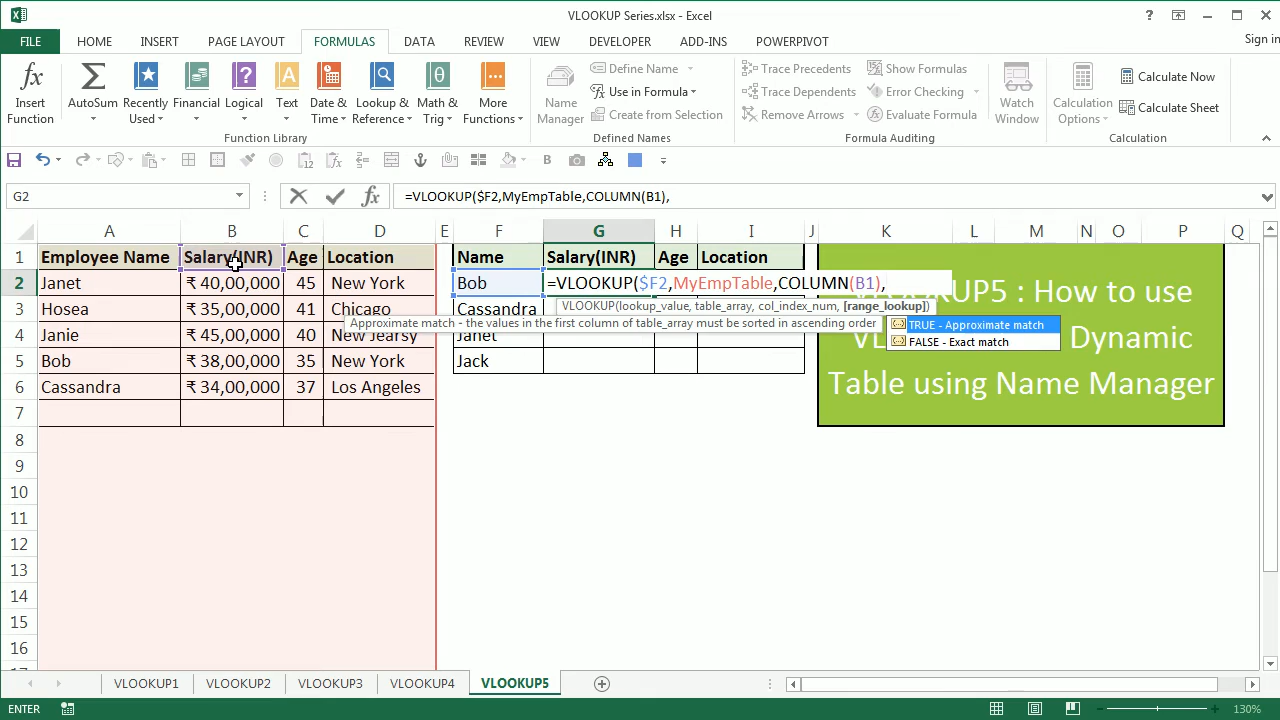 VLOOKUP Series.xlsx - Excel
FILE HOME INSERT PAGE LAYOUT FORMULAS DATA REVIEW VIEW DEVELOPER ADD-INS POWERPIVOT Sign in
Insert Function
AutoSum
Recently Used
Financial
Logical
Text
Date & Time
Lookup & Reference
Math & Trig
More Functions
Function Library
Name Manager
Define Name
Use in Formula
Create from Selection
Defined Names
Trace Precedents
Trace Dependents
Remove Arrows
Show Formulas
Error Checking
Evaluate Formula
Formula Auditing
Watch Window
Calculation Options
Calculate Now
Calculate Sheet
Calculation
G2 =VLOOKUP($F2,MyEmpTable,COLUMN(B1),
A B C D E F G H I J K L M N O P Q
1 Employee Name Salary(INR) Age Location Name Salary(INR) Age Location
2 Janet ₹ 40,00,000 45 New York Bob =VLOOKUP($F2,MyEmpTable,COLUMN(B1),
VLOOKUP(lookup_value, table_array, col_index_num, [range_lookup])
3 Hosea ₹ 35,00,000 41 Chicago Cassandra
Approximate match - the values in the first column of table_array must be sorted in ascending order
TRUE - Approximate match
FALSE - Exact match
4 Janie ₹ 45,00,000 40 New Jearsy Janet
5 Bob ₹ 38,00,000 35 New York Jack
6 Cassandra ₹ 34,00,000 37 Los Angeles
7
8
9
10
11
12
13
14
15
16
17
UP5 : How to use
Dynamic
Table using Name Manager
VLOOKUP1 VLOOKUP2 VLOOKUP3 VLOOKUP4 VLOOKUP5
ENTER 130%